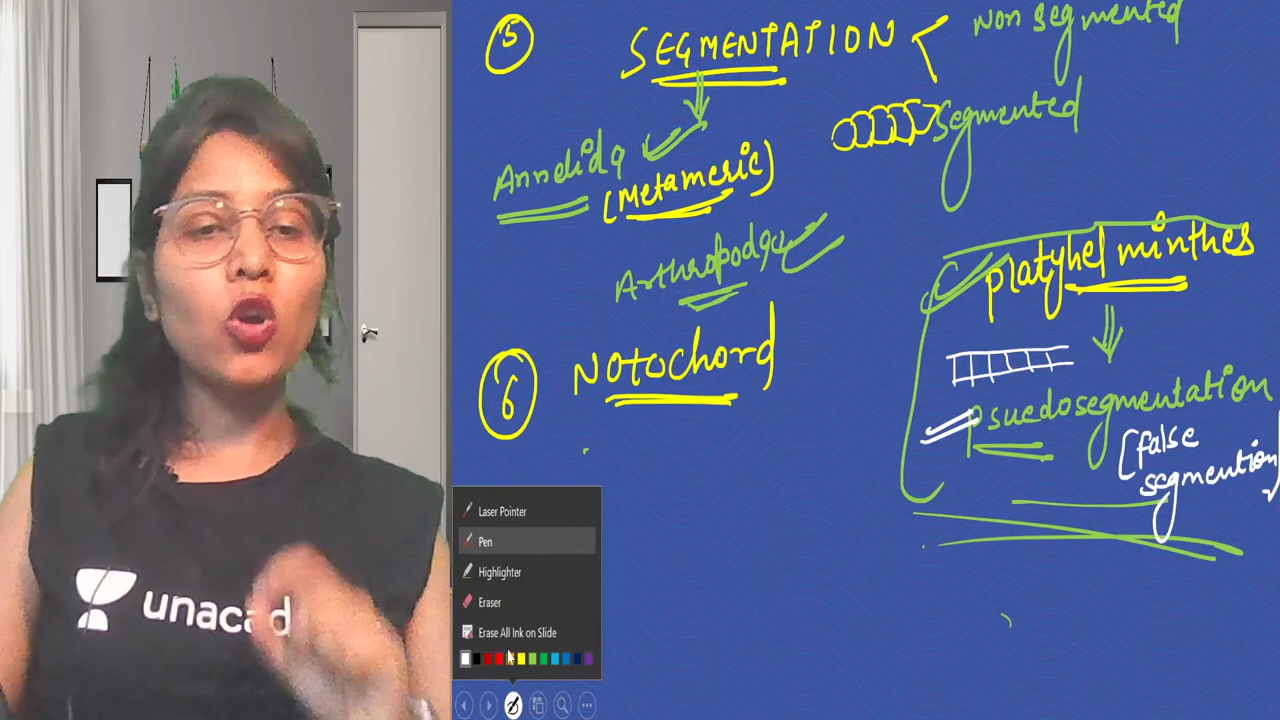 5 SEGMENTATION
Non segmented
Segmented
Annelida
(Metameric)
Arthropoda
platyhelminthes
6 Notochord
Psuedosegmentation
[false
segmention]
unacad
Laser Pointer
Pen
Highlighter
Eraser
Erase All Ink on Slide